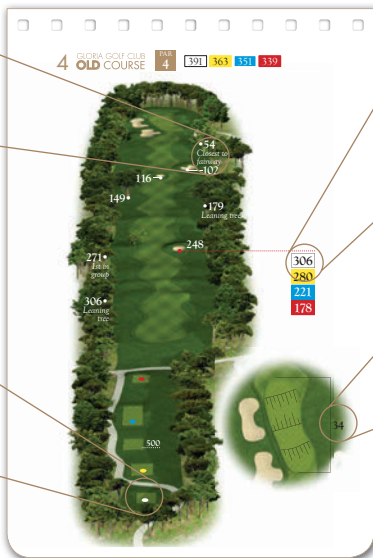 4 GLORIA GOLF CLUB
OLD COURSE
PAR
4
391 363 351 339
54
Closest to
fairway
102
116
149
179
Leaning tree
248
271
1st in
group
306
Leaning
tree
306
280
221
178
500
34